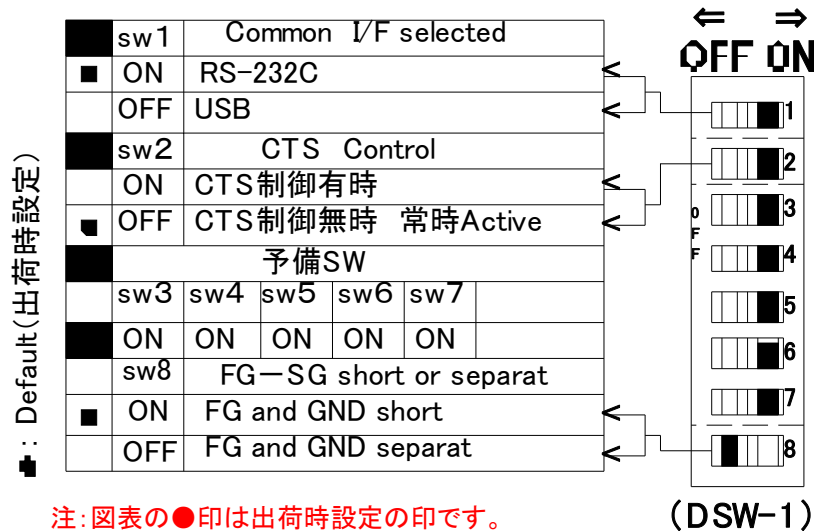 ⇐ ⇒
OFF ON
sw1 Common I/F selected
ON RS-232C
OFF USB
sw2 CTS Control
ON CTS制御有時
OFF CTS制御無時 常時Active
予備SW
sw3 sw4 sw5 sw6 sw7
ON ON ON ON ON
sw8 FG－SG short or separat
ON FG and GND short
OFF FG and GND separat
: Default(出荷時設定)
1
2
3
4
5
6
7
8
OFF
(DSW-1)
注:図表の●印は出荷時設定の印です。